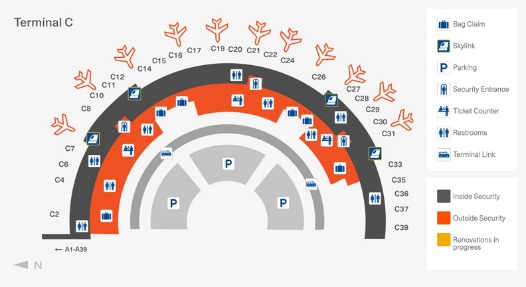 Terminal C
C2
C4
C6
C7
C8
C10
C11
C12
C14
C15
C16
C17
C19
C20
C21
C22
C24
C26
C27
C28
C29
C30
C31
C33
C35
C36
C37
C39
P
P
P
← A1-A39
N
Bag Claim
Skylink
P Parking
Security Entrance
Ticket Counter
Restrooms
Terminal Link
Inside Security
Outside Security
Renovations in
progress